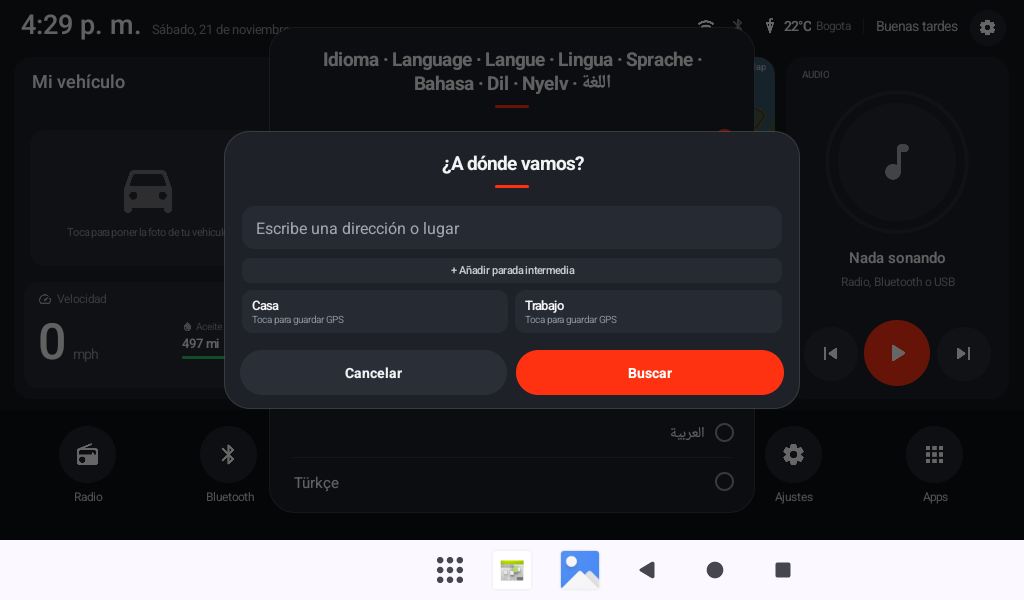 4:29 p. m.
Sábado, 21 de noviembre
22°C Bogota
Buenas tardes
Idioma · Language · Langue · Lingua · Sprache ·
Bahasa · Dil · Nyelv · اللغة
Mi vehículo
AUDIO
¿A dónde vamos?
Escribe una dirección o lugar
+ Añadir parada intermedia
Casa
Toca para guardar GPS
Trabajo
Toca para guardar GPS
Cancelar
Buscar
Toca para poner la foto de tu vehícul
Velocidad
0 mph
Aceite
497 mi
Nada sonando
Radio, Bluetooth o USB
العربية
Türkçe
Radio
Bluetooth
Ajustes
Apps